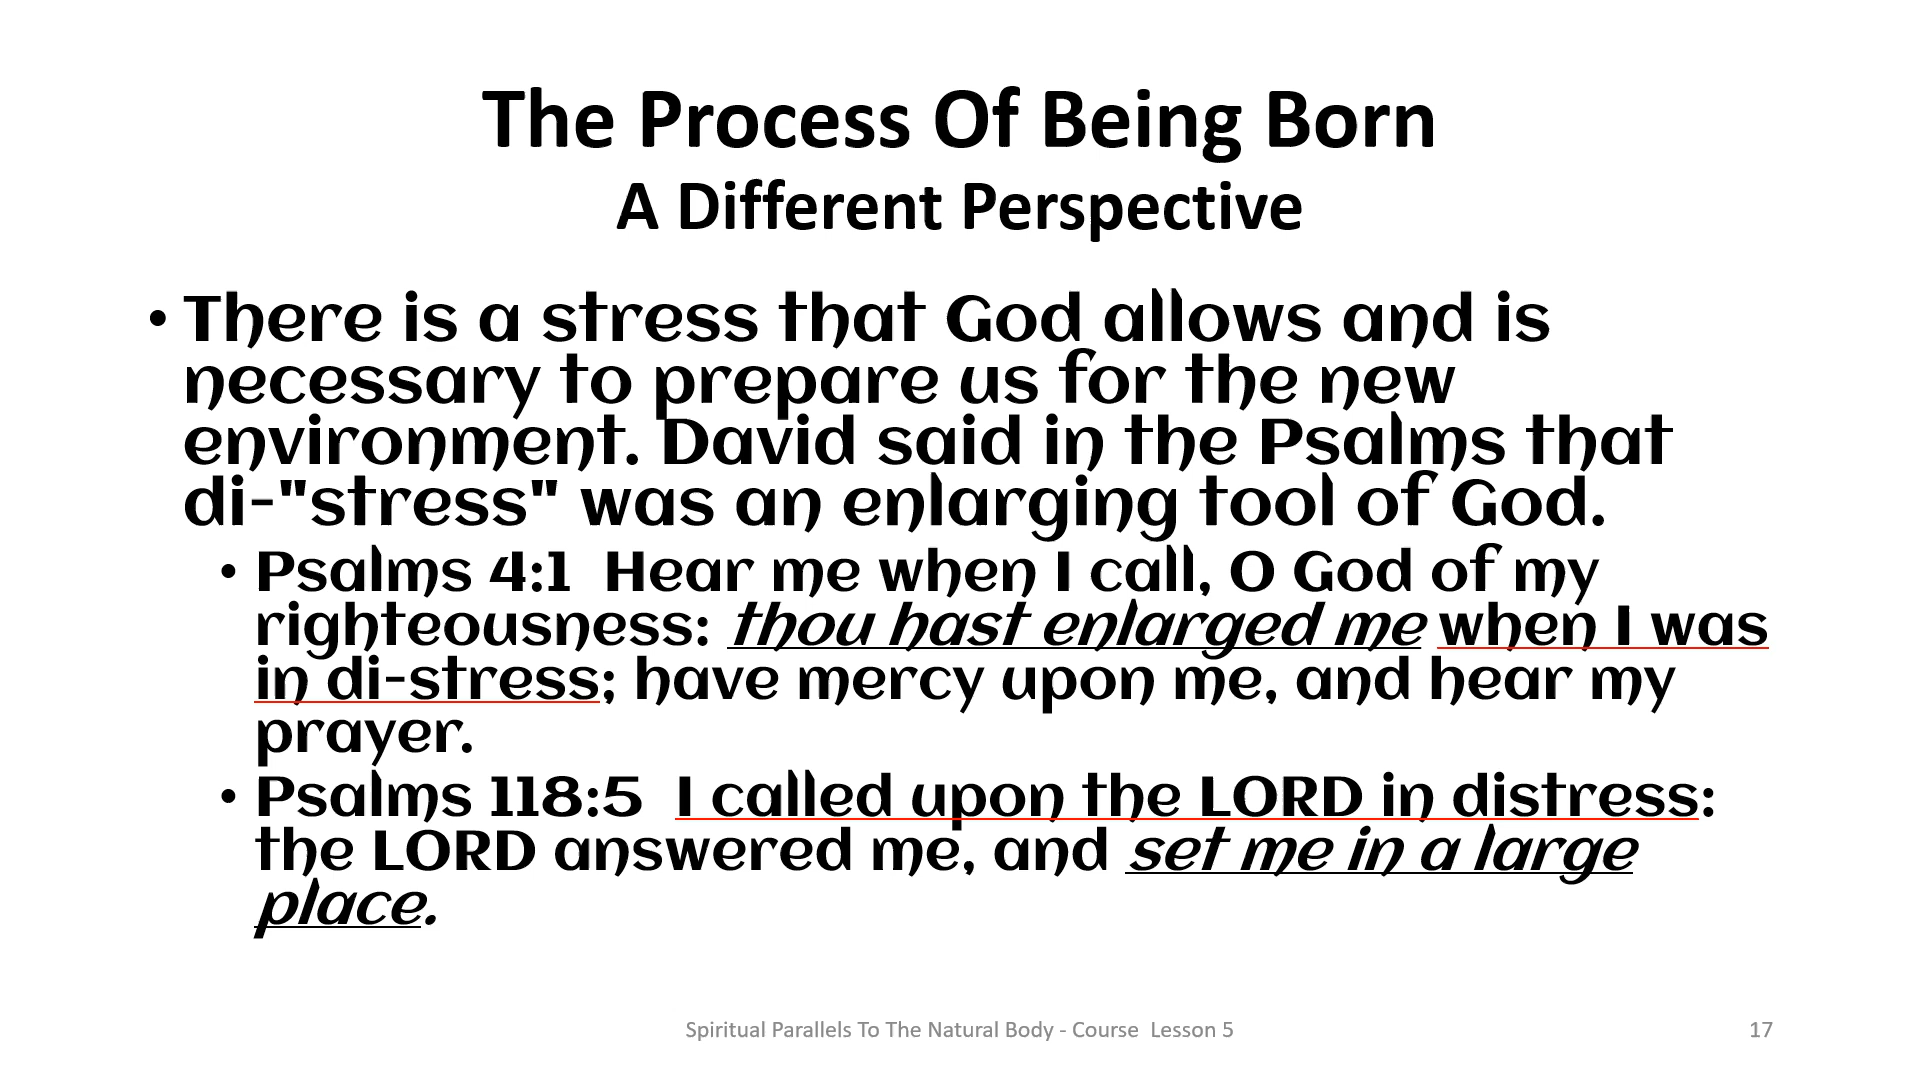 The Process Of Being Born
A Different Perspective
• There is a stress that God allows and is
necessary to prepare us for the new
environment. David said in the Psalms that
di-"stress" was an enlarging tool of God.
• Psalms 4:1  Hear me when I call, O God of my
righteousness: thou hast enlarged me when I was
in di-stress; have mercy upon me, and hear my
prayer.
• Psalms 118:5  I called upon the LORD in distress:
the LORD answered me, and set me in a large
place.
Spiritual Parallels To The Natural Body - Course  Lesson 5
17